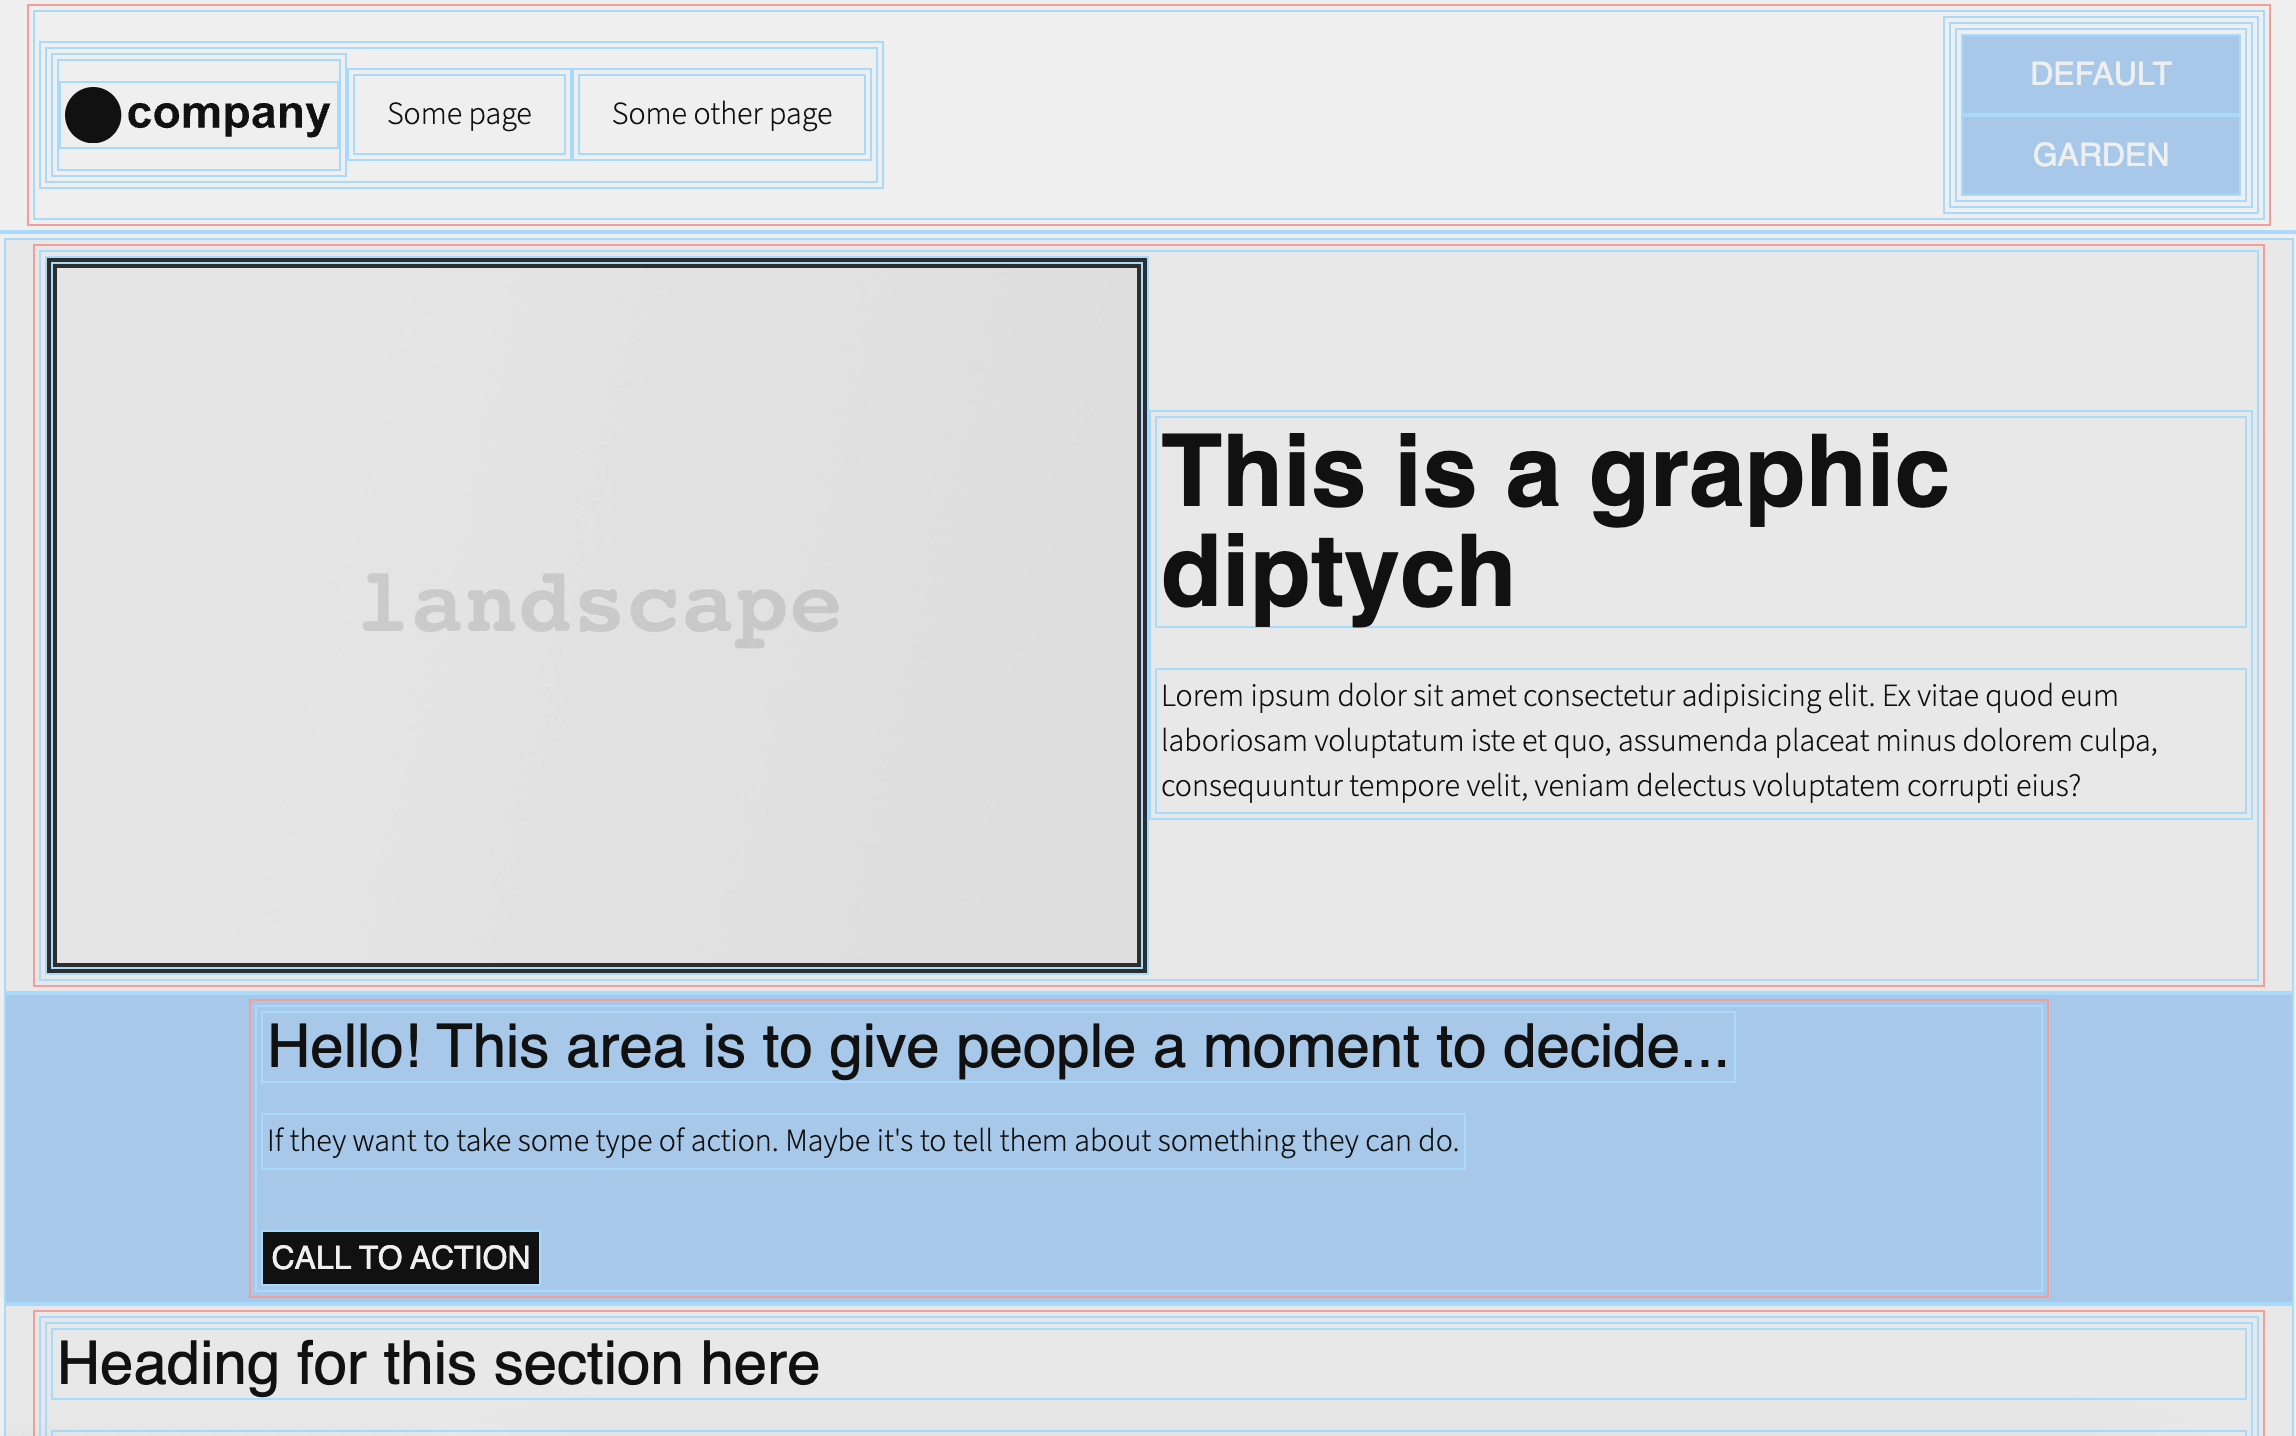 company
Some page
Some other page
DEFAULT
GARDEN
landscape
This is a graphic
diptych
Lorem ipsum dolor sit amet consectetur adipisicing elit. Ex vitae quod eum
laboriosam voluptatum iste et quo, assumenda placeat minus dolorem culpa,
consequuntur tempore velit, veniam delectus voluptatem corrupti eius?
Hello! This area is to give people a moment to decide...
If they want to take some type of action. Maybe it's to tell them about something they can do.
CALL TO ACTION
Heading for this section here